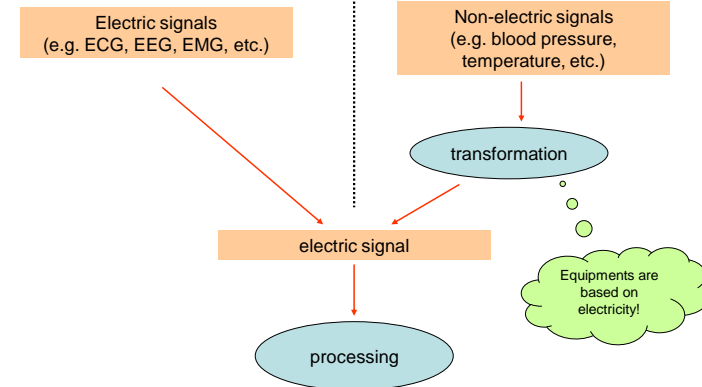 Electric signals
(e.g. ECG, EEG, EMG, etc.)
Non-electric signals
(e.g. blood pressure,
temperature, etc.)
transformation
electric signal
Equipments are
based on
electricity!
processing